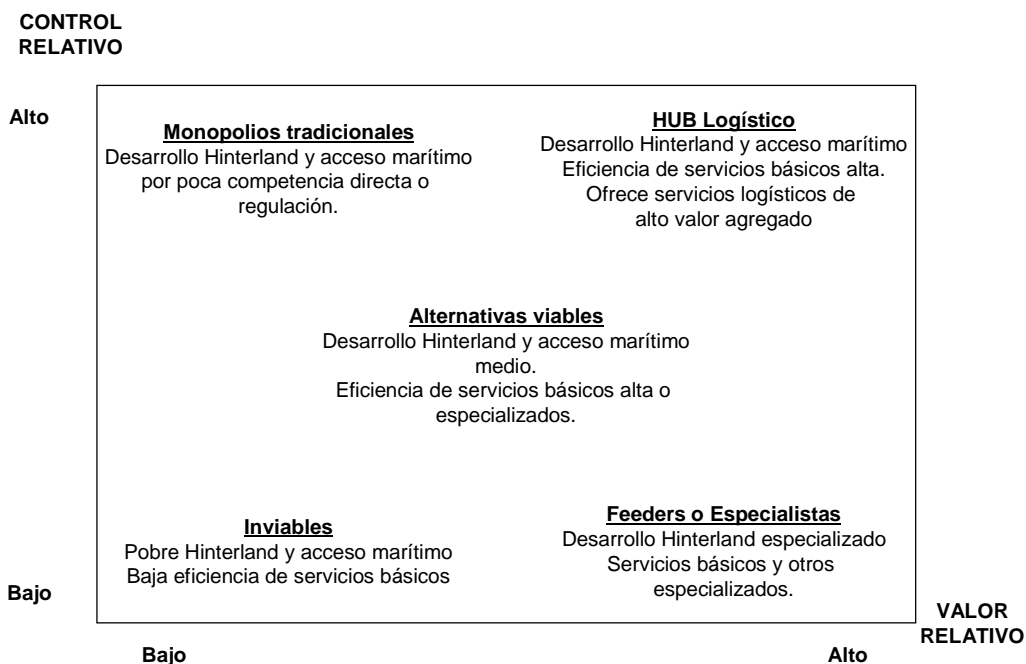 CONTROL
RELATIVO
Alto
Monopolios tradicionales
Desarrollo Hinterland y acceso marítimo
por poca competencia directa o
regulación.
HUB Logístico
Desarrollo Hinterland y acceso marítimo
Eficiencia de servicios básicos alta.
Ofrece servicios logísticos de
alto valor agregado
Alternativas viables
Desarrollo Hinterland y acceso marítimo
medio.
Eficiencia de servicios básicos alta o
especializados.
Inviables
Pobre Hinterland y acceso marítimo
Baja eficiencia de servicios básicos
Feeders o Especialistas
Desarrollo Hinterland especializado
Servicios básicos y otros
especializados.
Bajo
VALOR
RELATIVO
Bajo
Alto